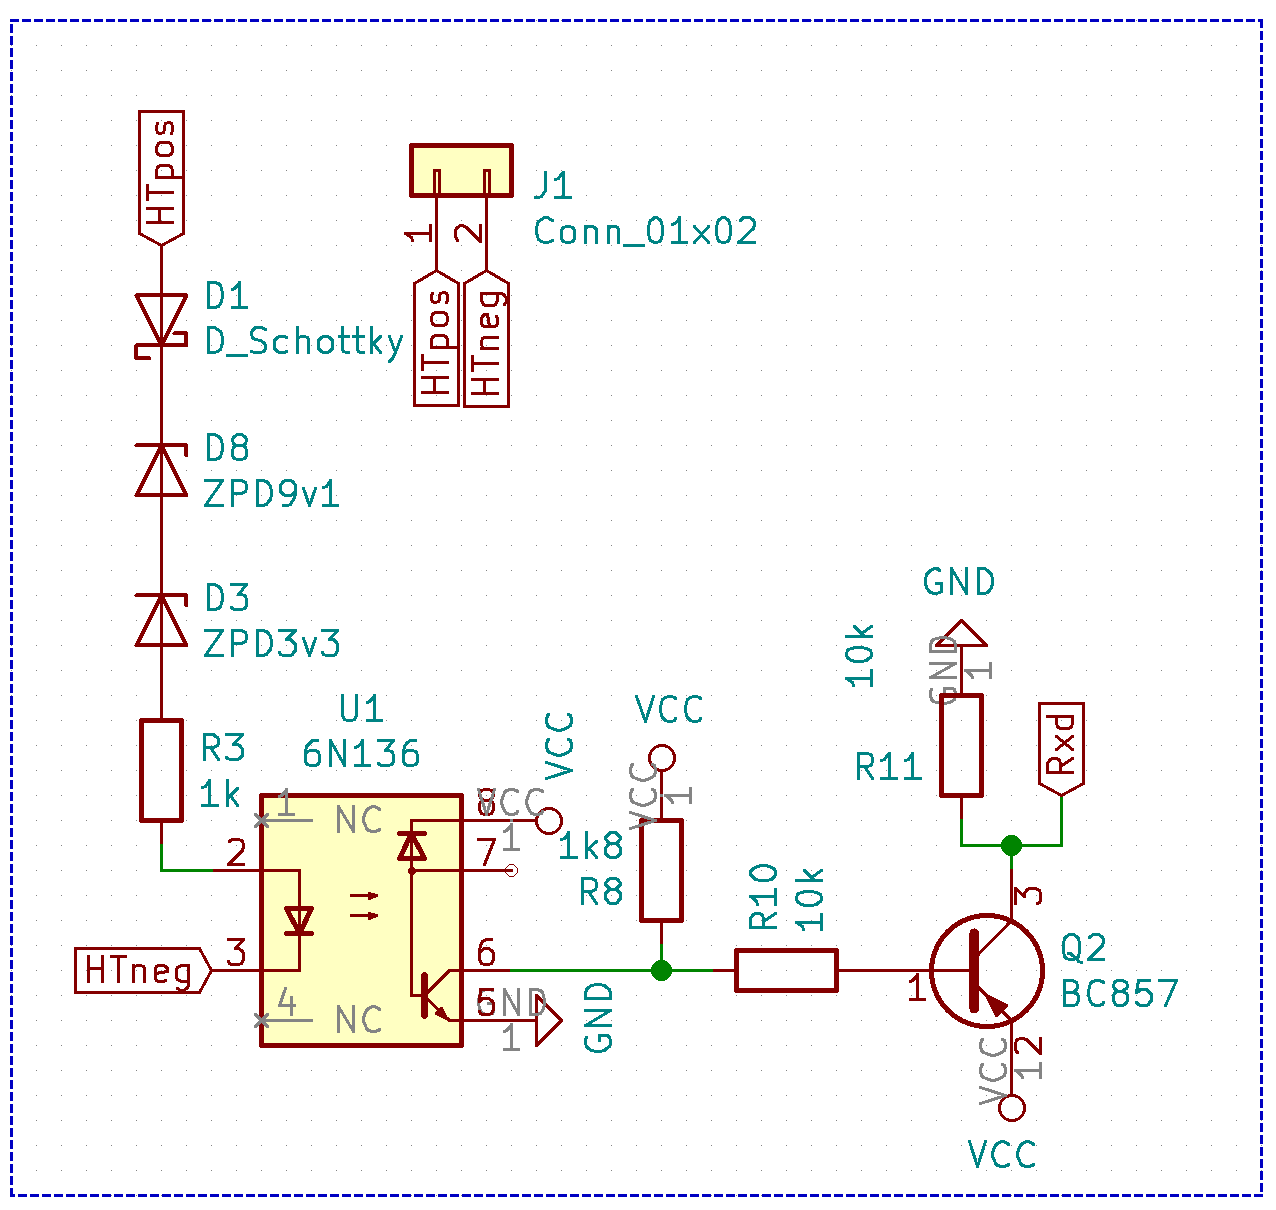 HTpos
J1
Conn_01x02
1
2
HTpos
HTneg
D1
D_Schottky
D8
ZPD9v1
D3
ZPD3v3
R3
1k
U1
6N136
VCC
1
NC
8
VCC
1
2
7
3
HTneg
6
4
NC
5
GND
1
GND
VCC
VCC
1
1k8
R8
R10
10k
GND
10k
GND
1
R11
Rxd
3
Q2
BC857
1
2
VCC
1
VCC